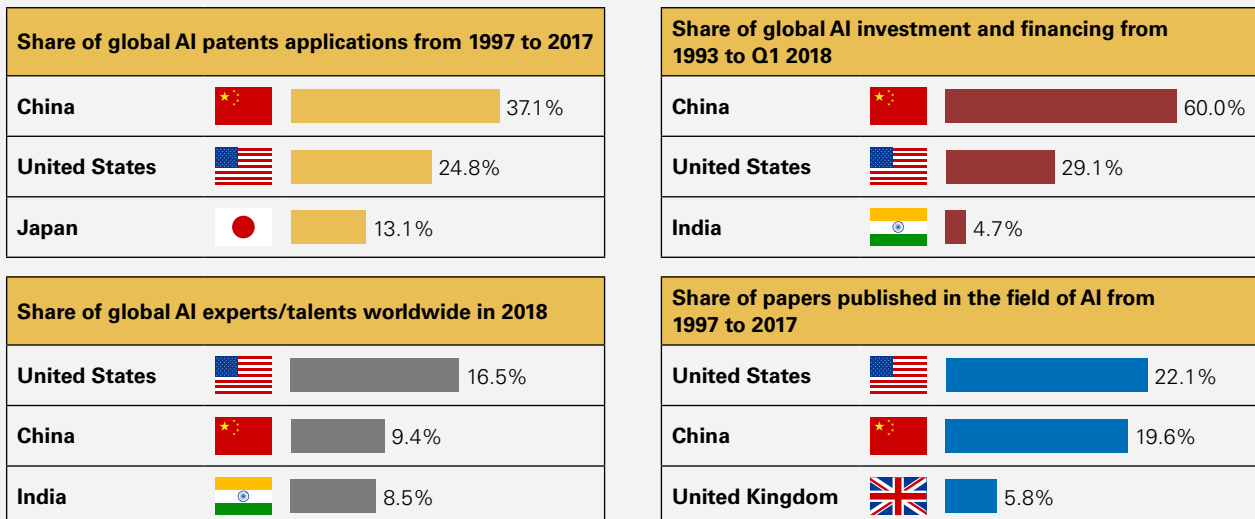 Share of global AI patents applications from 1997 to 2017
China 37.1%
United States 24.8%
Japan 13.1%
Share of global AI investment and financing from
1993 to Q1 2018
China 60.0%
United States 29.1%
India 4.7%
Share of global AI experts/talents worldwide in 2018
United States 16.5%
China 9.4%
India 8.5%
Share of papers published in the field of AI from
1997 to 2017
United States 22.1%
China 19.6%
United Kingdom 5.8%